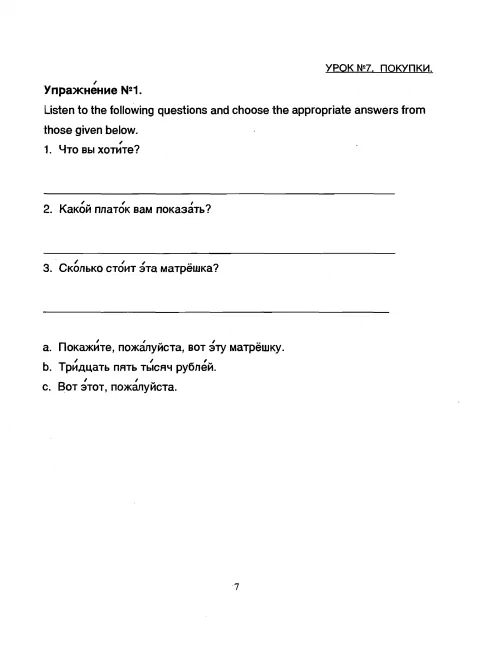 УРОК №7. ПОКУПКИ.
Упражне́ние №1.
Listen to the following questions and choose the appropriate answers from
those given below.
1. Что вы хоти́те?
2. Како́й плато́к вам показа́ть?
3. Ско́лько сто́ит э́та матрёшка?
a. Покажи́те, пожа́луйста, вот э́ту матрёшку.
b. Три́дцать пять ты́сяч рубле́й.
c. Вот э́тот, пожа́луйста.
7